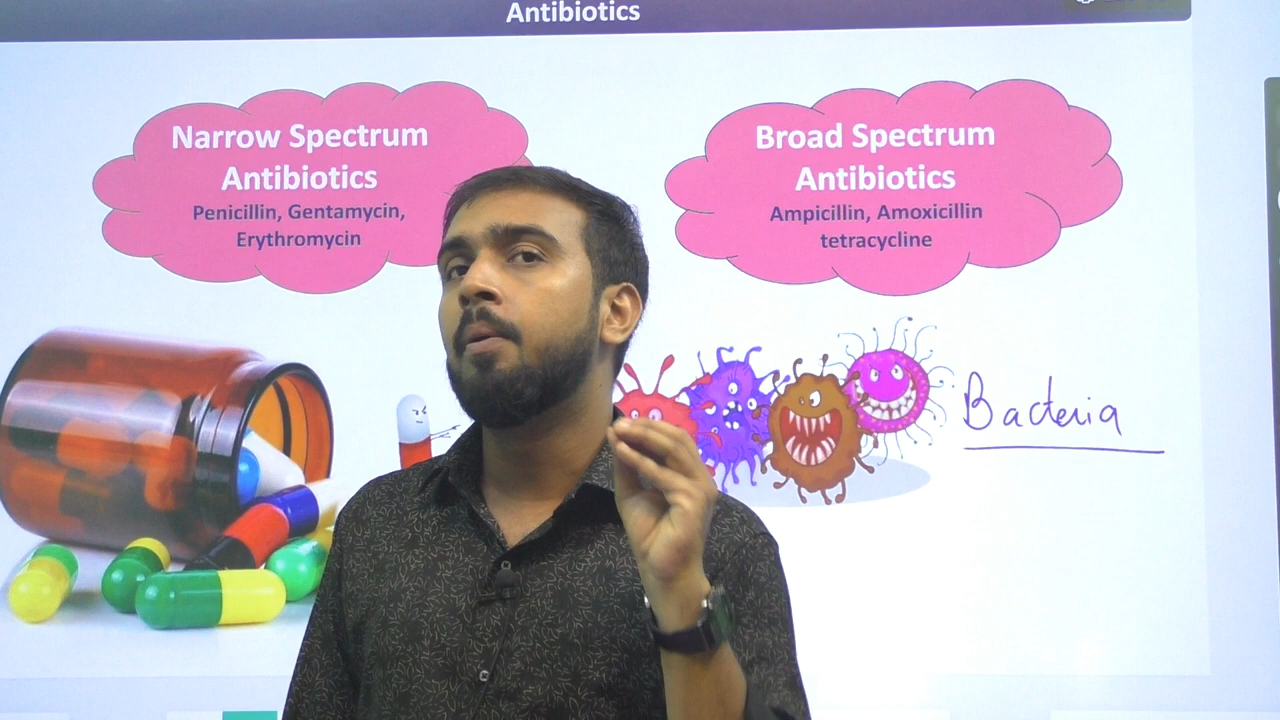 Antibiotics
Narrow Spectrum
Antibiotics
Penicillin, Gentamycin,
Erythromycin
Broad Spectrum
Antibiotics
Ampicillin, Amoxicillin
tetracycline
Bacteria